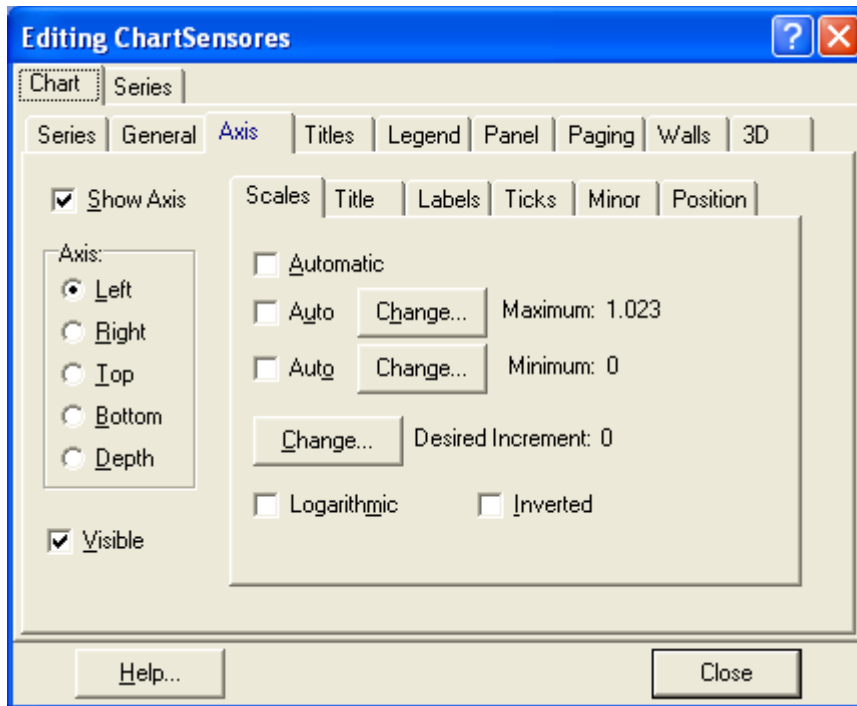 Editing ChartSensores
Chart Series
Series General Axis Titles Legend Panel Paging Walls 3D
Show Axis
Axis:
Left
Right
Top
Bottom
Depth
Visible
Scales Title Labels Ticks Minor Position
Automatic
Auto Change... Maximum: 1.023
Auto Change... Minimum: 0
Change... Desired Increment: 0
Logarithmic Inverted
Help... Close